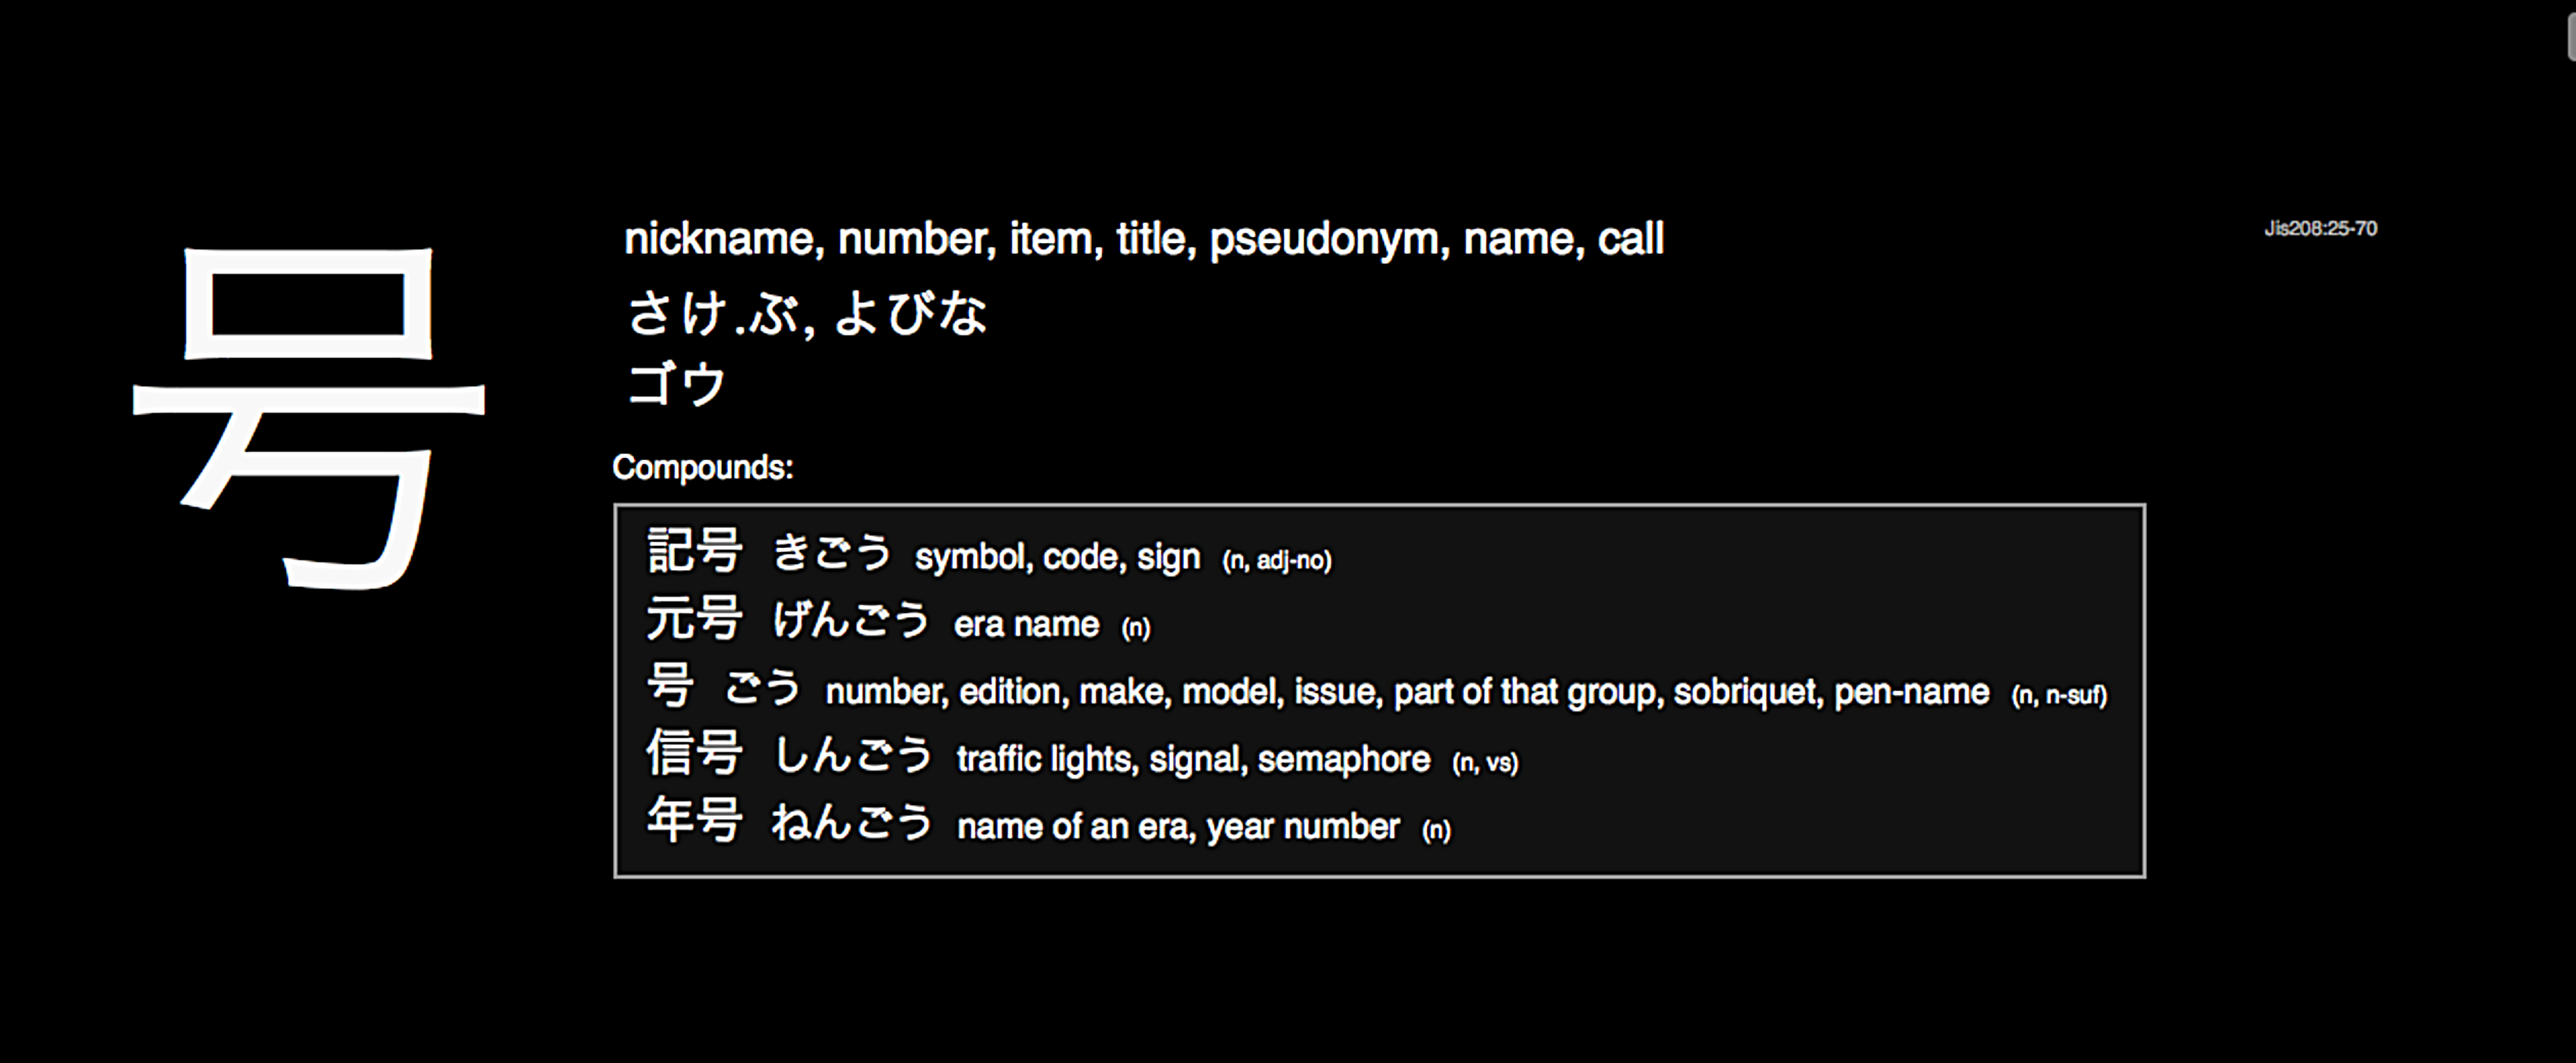 号
nickname, number, item, title, pseudonym, name, call
Jis208:25-70
さけ.ぶ, よびな
ゴウ
Compounds:
記号 きごう symbol, code, sign (n, adj-no)
元号 げんごう era name (n)
号 ごう number, edition, make, model, issue, part of that group, sobriquet, pen-name (n, n-suf)
信号 しんごう traffic lights, signal, semaphore (n, vs)
年号 ねんごう name of an era, year number (n)